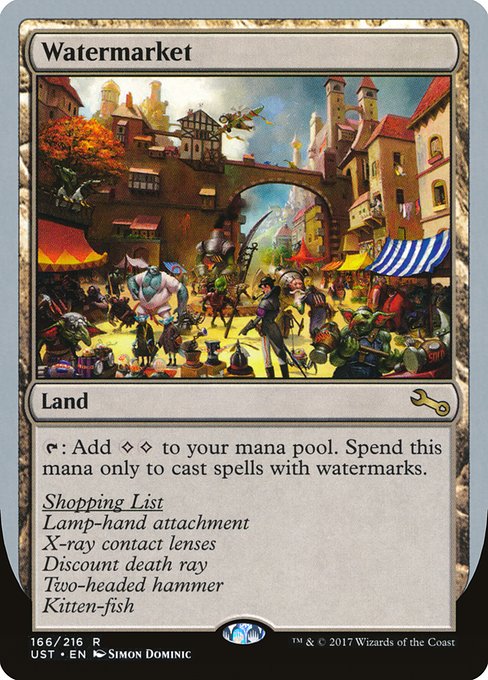 Watermarket
Land
: Add to your mana pool. Spend this
mana only to cast spells with watermarks.
Shopping List
Lamp-hand attachment
X-ray contact lenses
Discount death ray
Two-headed hammer
Kitten-fish
166/216 R
™ & © 2017 Wizards of the Coast
UST • EN Simon Dominic